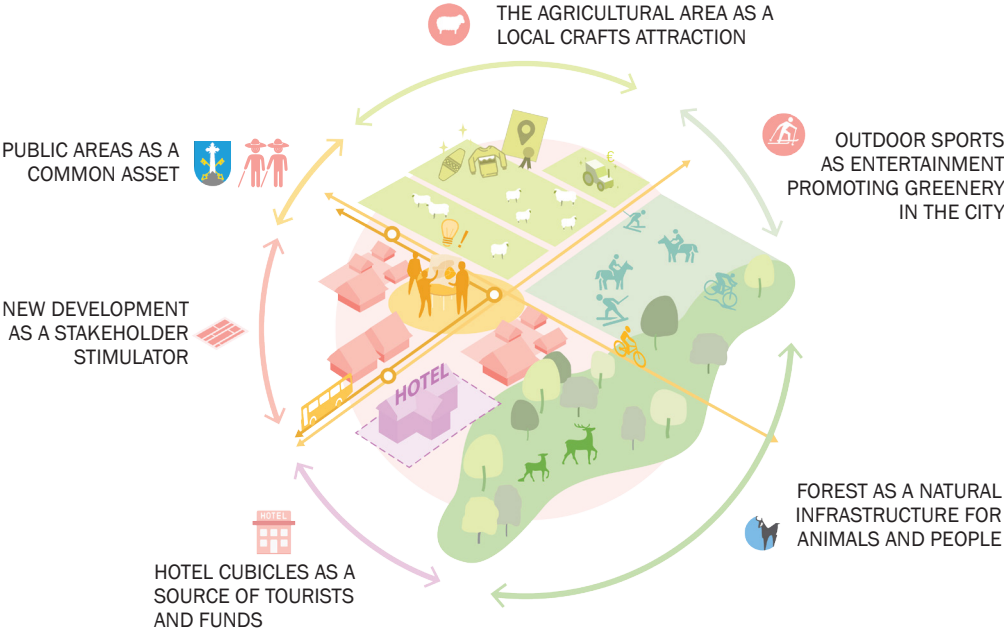 THE AGRICULTURAL AREA AS A
LOCAL CRAFTS ATTRACTION
PUBLIC AREAS AS A
COMMON ASSET
OUTDOOR SPORTS
AS ENTERTAINMENT
PROMOTING GREENERY
IN THE CITY
€
!
NEW DEVELOPMENT
AS A STAKEHOLDER
STIMULATOR
HOTEL
FOREST AS A NATURAL
INFRASTRUCTURE FOR
ANIMALS AND PEOPLE
HOTEL
HOTEL CUBICLES AS A
SOURCE OF TOURISTS
AND FUNDS